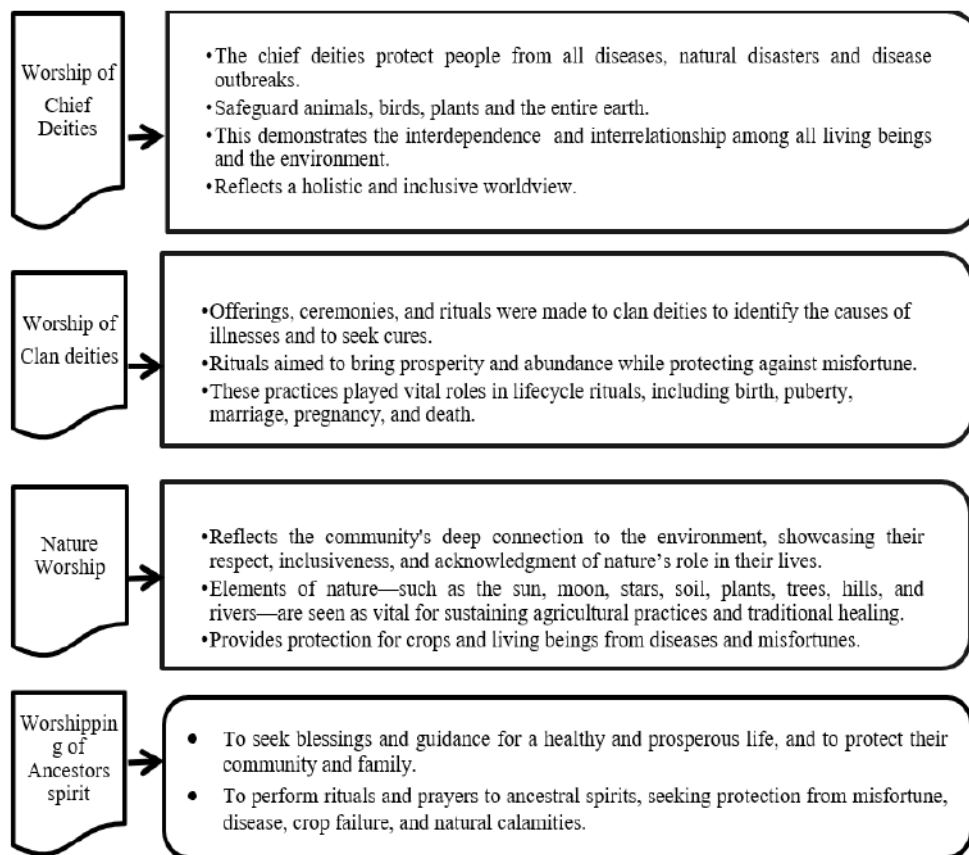 Worship of
Chief
Deities
•The chief deities protect people from all diseases, natural disasters and disease
outbreaks.
•Safeguard animals, birds, plants and the entire earth.
•This demonstrates the interdependence and interrelationship among all living beings
and the environment.
•Reflects a holistic and inclusive worldview.
Worship of
Clan deities
•Offerings, ceremonies, and rituals were made to clan deities to identify the causes of
illnesses and to seek cures.
•Rituals aimed to bring prosperity and abundance while protecting against misfortune.
•These practices played vital roles in lifecycle rituals, including birth, puberty,
marriage, pregnancy, and death.
Nature
Worship
•Reflects the community's deep connection to the environment, showcasing their
respect, inclusiveness, and acknowledgment of nature’s role in their lives.
•Elements of nature—such as the sun, moon, stars, soil, plants, trees, hills, and
rivers—are seen as vital for sustaining agricultural practices and traditional healing.
•Provides protection for crops and living beings from diseases and misfortunes.
Worshippin
g of
Ancestors
spirit
• To seek blessings and guidance for a healthy and prosperous life, and to protect their
community and family.
• To perform rituals and prayers to ancestral spirits, seeking protection from misfortune,
disease, crop failure, and natural calamities.